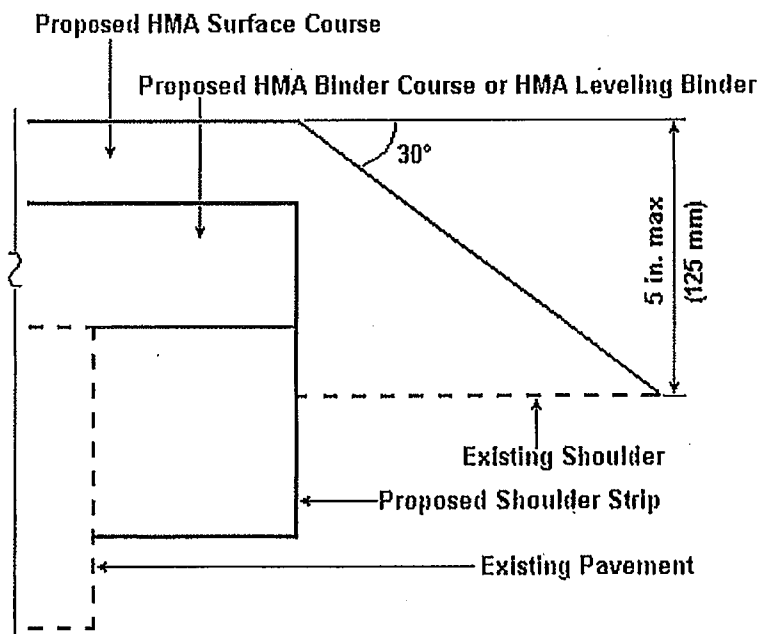 Proposed HMA Surface Course
Proposed HMA Binder Course or HMA Leveling Binder
30°
5 in. max
(125 mm)
Existing Shoulder
Proposed Shoulder Strip
Existing Pavement